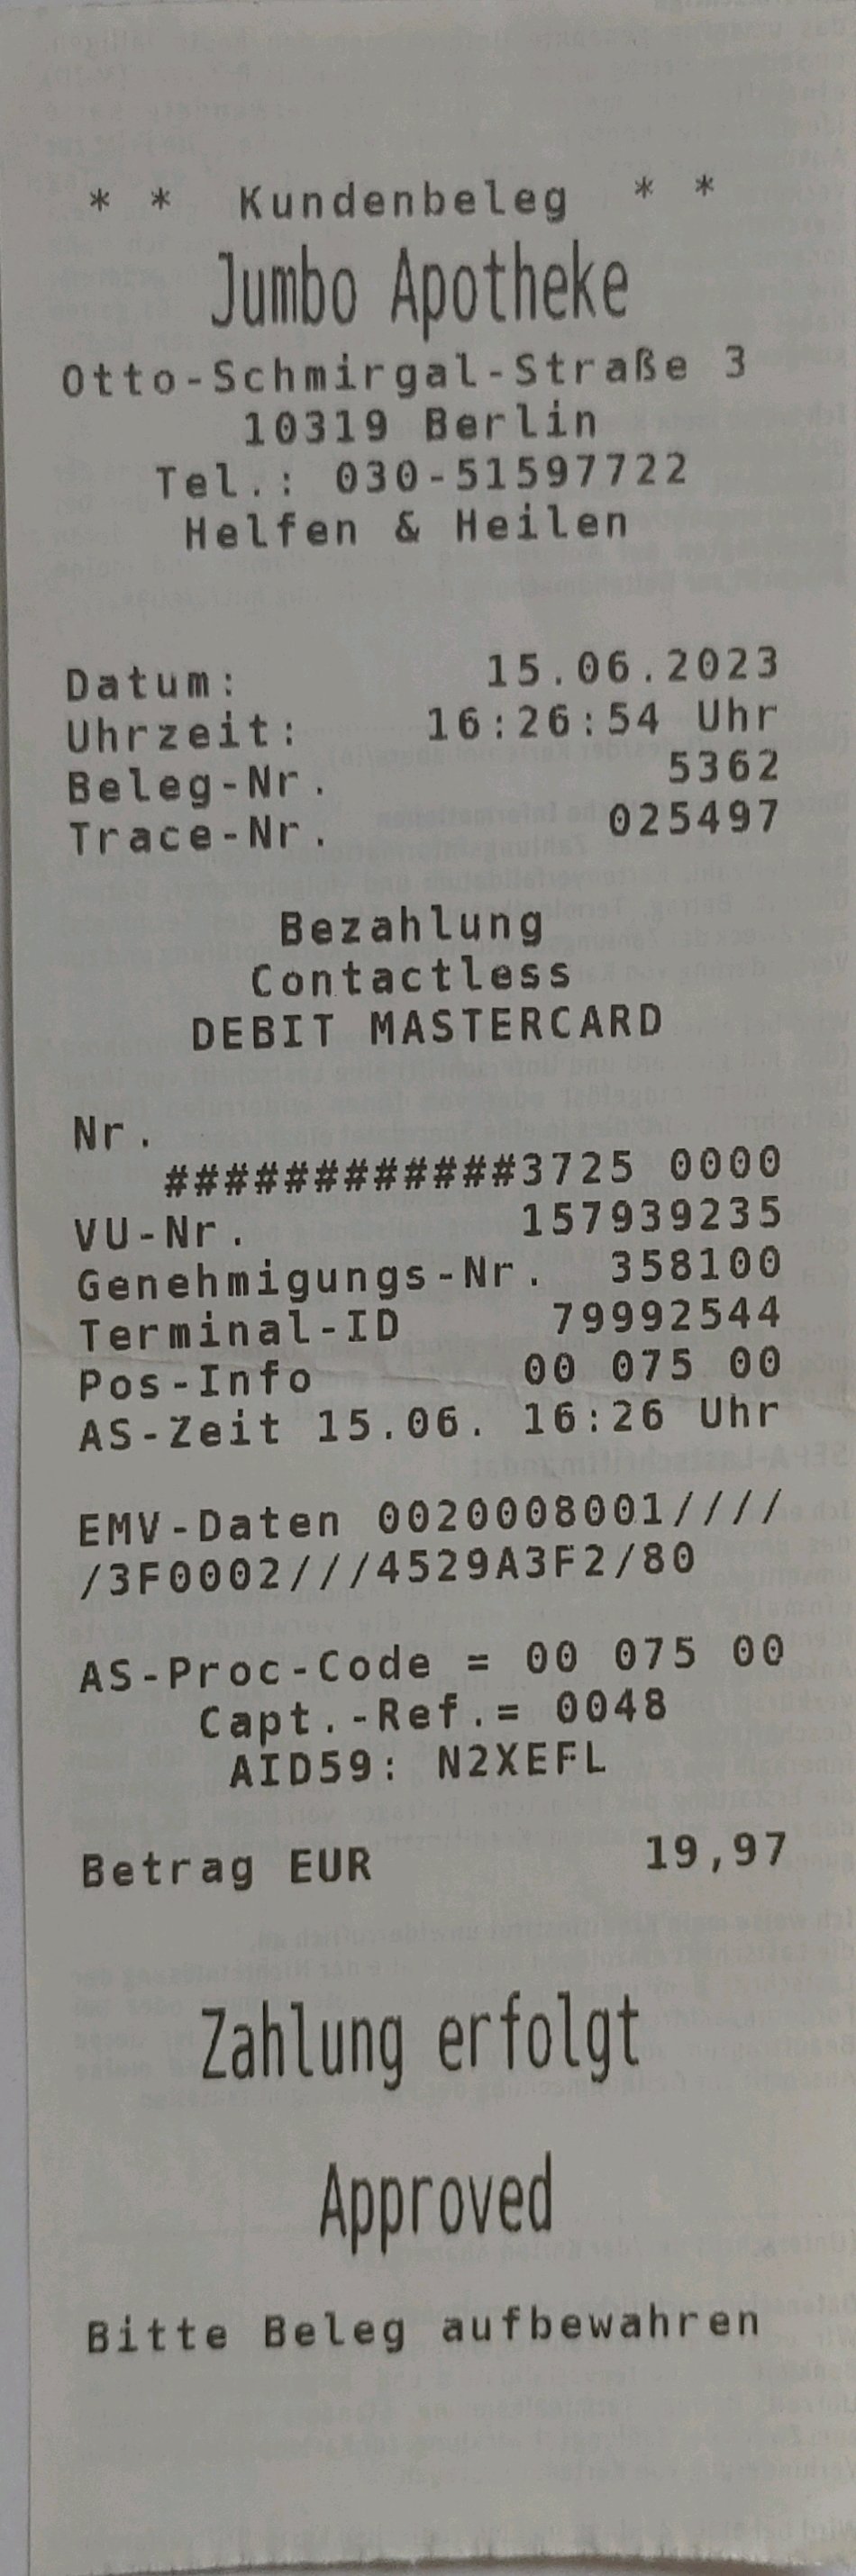 * * Kundenbeleg * *
Jumbo Apotheke
Otto-Schmirgal-Straße 3
10319 Berlin
Tel.: 030-51597722
Helfen & Heilen
Datum: 15.06.2023
Uhrzeit: 16:26:54 Uhr
Beleg-Nr. 5362
Trace-Nr. 025497
Bezahlung
Contactless
DEBIT MASTERCARD
Nr.
############3725 0000
VU-Nr. 157939235
Genehmigungs-Nr. 358100
Terminal-ID 79992544
Pos-Info 00 075 00
AS-Zeit 15.06. 16:26 Uhr
EMV-Daten 0020008001////
/3F0002///4529A3F2/80
AS-Proc-Code = 00 075 00
Capt.-Ref.= 0048
AID59: N2XEFL
Betrag EUR 19,97
Zahlung erfolgt
Approved
Bitte Beleg aufbewahren